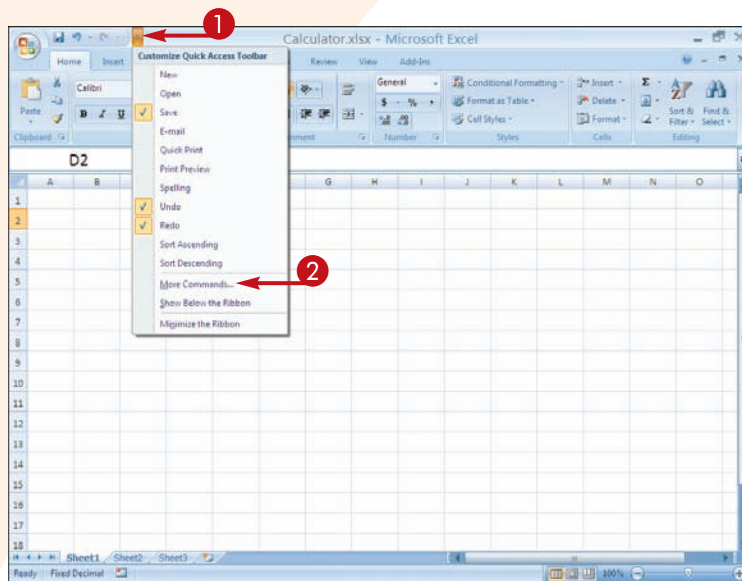 1
Calculator.xlsx - Microsoft Excel
Home Insert Review View Add-Ins
Customize Quick Access Toolbar
New
Open
Save
E-mail
Quick Print
Print Preview
Spelling
Undo
Redo
Sort Ascending
Sort Descending
More Commands...
2
Show Below the Ribbon
Minimize the Ribbon
Paste
Calibri
B I U
Clipboard
General
$ % ,
Number
Conditional Formatting
Format as Table
Cell Styles
Styles
Insert
Delete
Format
Cells
Σ
Sort & Filter
Find & Select
Editing
D2
A B G H I J K L M N O
1
2
3
4
5
6
7
8
9
10
11
12
13
14
15
16
17
18
Sheet1 Sheet2 Sheet3
Ready Fixed Decimal 100%